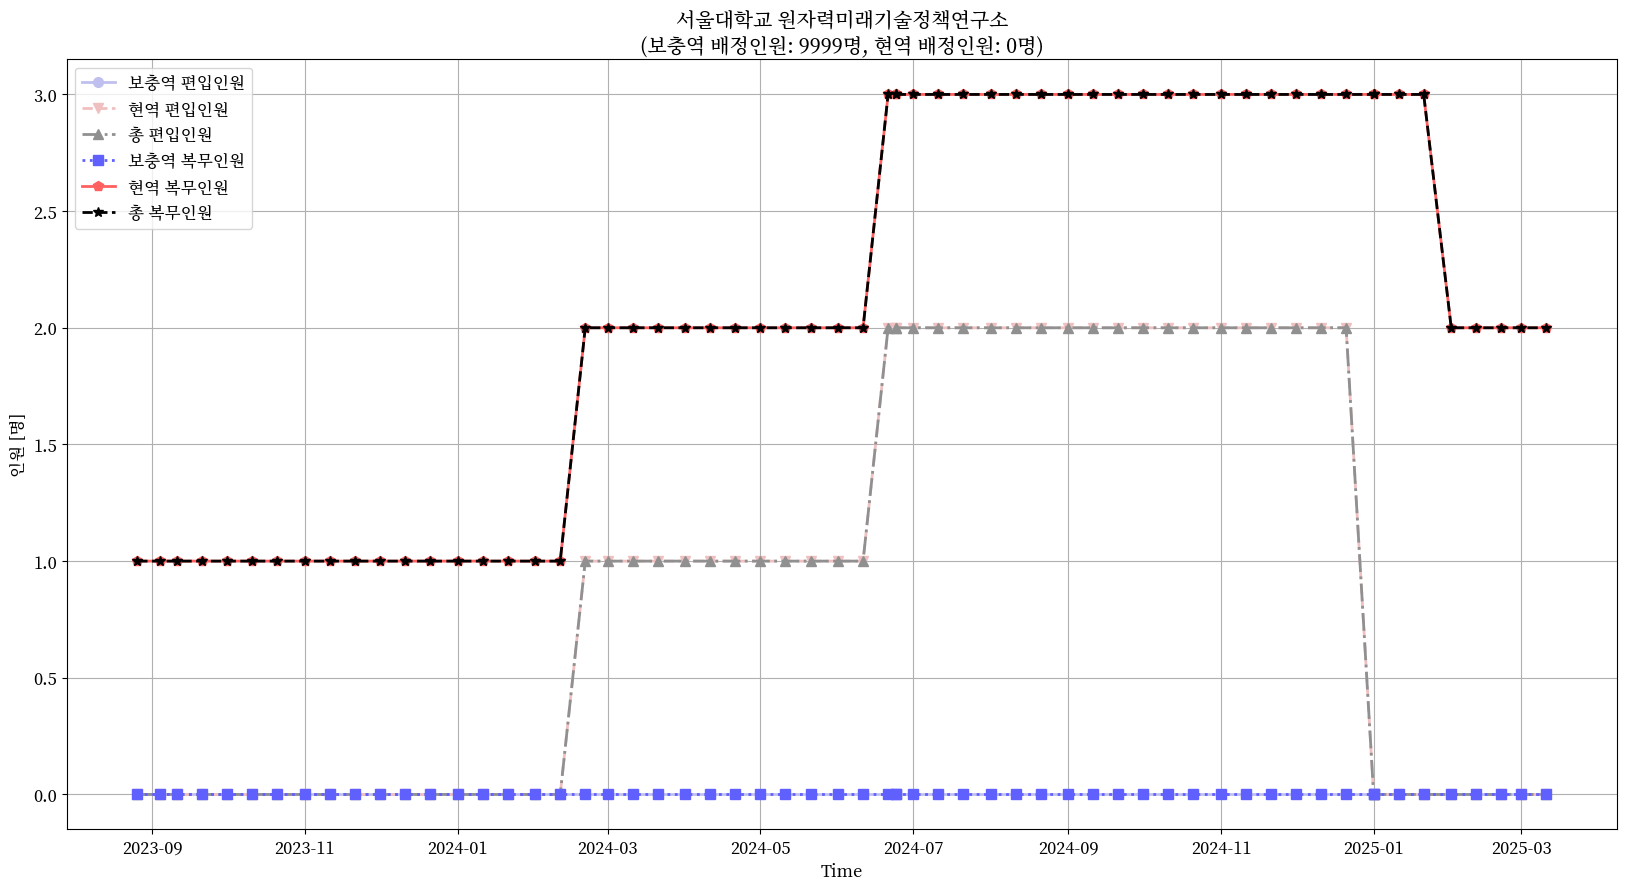 서울대학교 원자력미래기술정책연구소
(보충역 배정인원: 9999명, 현역 배정인원: 0명)
보충역 편입인원
현역 편입인원
총 편입인원
보충역 복무인원
현역 복무인원
총 복무인원
3.0
2.5
2.0
1.5
1.0
0.5
0.0
인원 [명]
2023-09
2023-11
2024-01
2024-03
2024-05
2024-07
2024-09
2024-11
2025-01
2025-03
Time